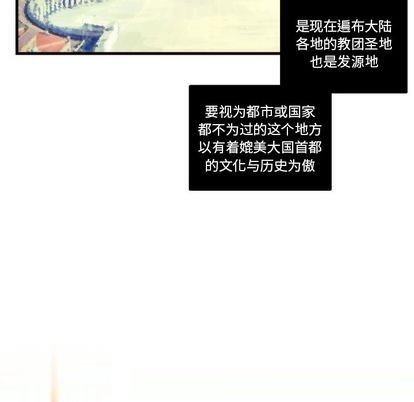 是现在遍布大陆
各地的教团圣地
也是发源地
要视为都市或国家
都不为过的这个地方
以有着媲美大国首都
的文化与历史为傲